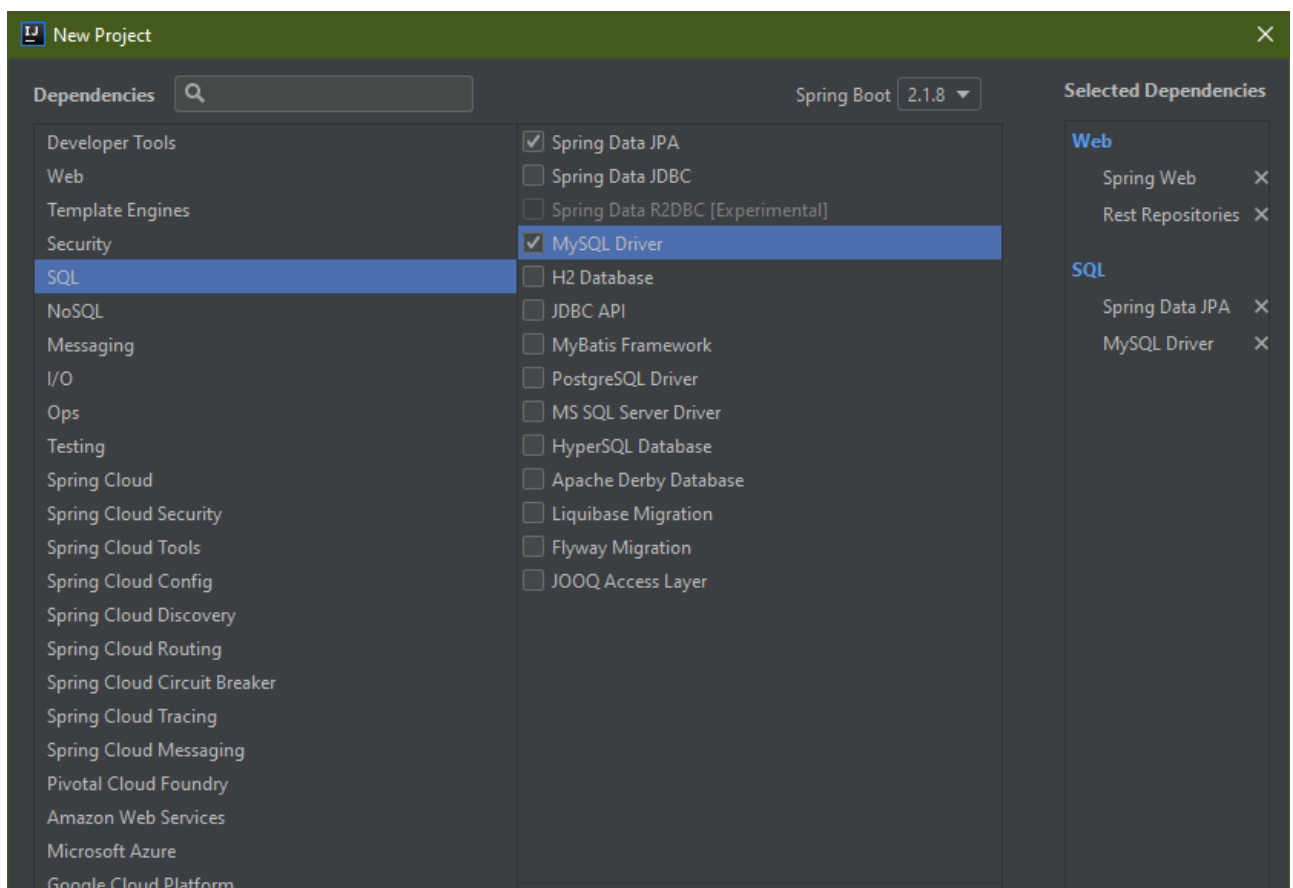 IJ New Project
Dependencies
Spring Boot 2.1.8
Selected Dependencies
Developer Tools
Web
Template Engines
Security
SQL
NoSQL
Messaging
I/O
Ops
Testing
Spring Cloud
Spring Cloud Security
Spring Cloud Tools
Spring Cloud Config
Spring Cloud Discovery
Spring Cloud Routing
Spring Cloud Circuit Breaker
Spring Cloud Tracing
Spring Cloud Messaging
Pivotal Cloud Foundry
Amazon Web Services
Microsoft Azure
Google Cloud Platform
Spring Data JPA
Spring Data JDBC
Spring Data R2DBC [Experimental]
MySQL Driver
H2 Database
JDBC API
MyBatis Framework
PostgreSQL Driver
MS SQL Server Driver
HyperSQL Database
Apache Derby Database
Liquibase Migration
Flyway Migration
JOOQ Access Layer
Web
Spring Web
Rest Repositories
SQL
Spring Data JPA
MySQL Driver